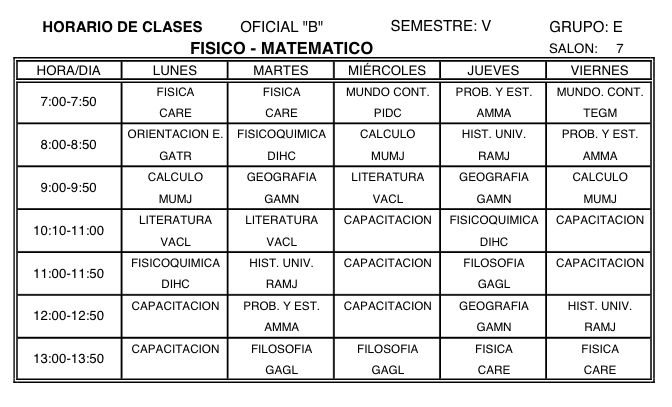 HORARIO DE CLASES OFICIAL "B" SEMESTRE: V GRUPO: E
FISICO - MATEMATICO SALON: 7
HORA/DIA LUNES MARTES MIÉRCOLES JUEVES VIERNES
7:00-7:50 FISICA FISICA MUNDO CONT. PROB. Y EST. MUNDO. CONT.
CARE CARE PIDC AMMA TEGM
8:00-8:50 ORIENTACION E. FISICOQUIMICA CALCULO HIST. UNIV. PROB. Y EST.
GATR DIHC MUMJ RAMJ AMMA
9:00-9:50 CALCULO GEOGRAFIA LITERATURA GEOGRAFIA CALCULO
MUMJ GAMN VACL GAMN MUMJ
10:10-11:00 LITERATURA LITERATURA CAPACITACION FISICOQUIMICA CAPACITACION
VACL VACL DIHC
11:00-11:50 FISICOQUIMICA HIST. UNIV. CAPACITACION FILOSOFIA CAPACITACION
DIHC RAMJ GAGL
12:00-12:50 CAPACITACION PROB. Y EST. CAPACITACION GEOGRAFIA HIST. UNIV.
AMMA GAMN RAMJ
13:00-13:50 CAPACITACION FILOSOFIA FILOSOFIA FISICA FISICA
GAGL GAGL CARE CARE